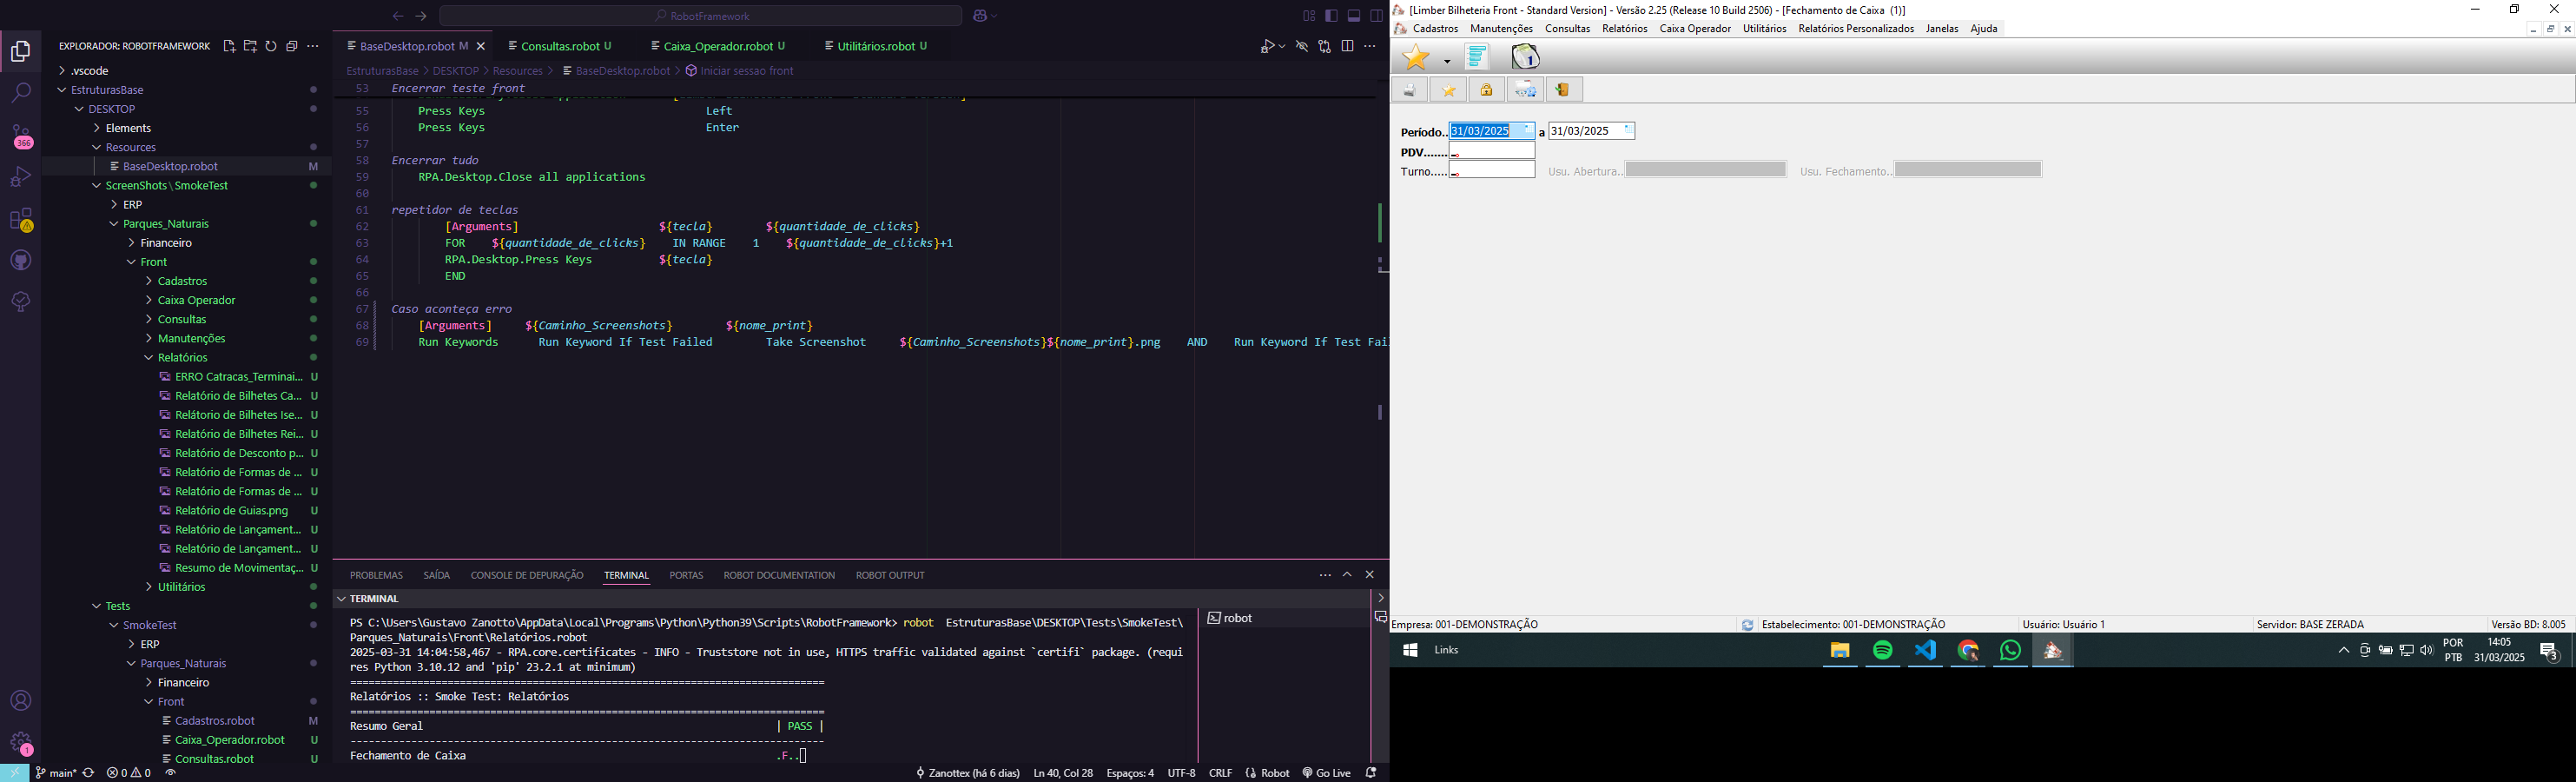 RobotFramework
EXPLORADOR: ROBOTFRAMEWORK
.vscode
EstruturasBase
DESKTOP
Elements
Resources
BaseDesktop.robot M
ScreenShots\SmokeTest
ERP
Parques_Naturais
Financeiro
Front
Cadastros
Caixa Operador
Consultas
Manutenções
Relatórios
ERRO Catracas_Terminai... U
Relatório de Bilhetes Ca... U
Relátorio de Bilhetes Ise... U
Relatório de Bilhetes Rei... U
Relatório de Desconto p... U
Relatório de Formas de ... U
Relatório de Formas de ... U
Relatório de Guias.png U
Relatório de Lançament... U
Relatório de Lançament... U
Resumo de Movimentaç... U
Utilitários
Tests
SmokeTest
ERP
Parques_Naturais
Financeiro
Front
Cadastros.robot M
Caixa_Operador.robot U
Consultas.robot U
366
1
BaseDesktop.robot M
Consultas.robot U
Caixa_Operador.robot U
Utilitários.robot U
EstruturasBase > DESKTOP > Resources > BaseDesktop.robot > Iniciar sessao front
53 Encerrar teste front
55 Press Keys Left
56 Press Keys Enter
57
58 Encerrar tudo
59 RPA.Desktop.Close all applications
60
61 repetidor de teclas
62 [Arguments] ${tecla} ${quantidade_de_clicks}
63 FOR ${quantidade_de_clicks} IN RANGE 1 ${quantidade_de_clicks}+1
64 RPA.Desktop.Press Keys ${tecla}
65 END
66
67 Caso aconteça erro
68 [Arguments] ${Caminho_Screenshots} ${nome_print}
69 Run Keywords Run Keyword If Test Failed Take Screenshot ${Caminho_Screenshots}${nome_print}.png AND Run Keyword If Test Fai
PROBLEMAS SAÍDA CONSOLE DE DEPURAÇÃO TERMINAL PORTAS ROBOT DOCUMENTATION ROBOT OUTPUT
TERMINAL
robot
PS C:\Users\Gustavo Zanotto\AppData\Local\Programs\Python\Python39\Scripts\RobotFramework> robot EstruturasBase\DESKTOP\Tests\SmokeTest\
Parques_Naturais\Front\Relatórios.robot
2025-03-31 14:04:58,467 - RPA.core.certificates - INFO - Truststore not in use, HTTPS traffic validated against `certifi` package. (requi
res Python 3.10.12 and 'pip' 23.2.1 at minimum)
==============================================================================
Relatórios :: Smoke Test: Relatórios
==============================================================================
Resumo Geral | PASS |
------------------------------------------------------------------------------
Fechamento de Caixa .F..
main* 0 0
Zanottex (há 6 dias) Ln 40, Col 28 Espaços: 4 UTF-8 CRLF Robot Go Live
[Limber Bilheteria Front - Standard Version] - Versão 2.25 (Release 10 Build 2506) - [Fechamento de Caixa (1)]
Cadastros Manutenções Consultas Relatórios Caixa Operador Utilitários Relatórios Personalizados Janelas Ajuda
1
Período.. 31/03/2025 a 31/03/2025
PDV.......
Turno..... Usu. Abertura.. Usu. Fechamento..
Empresa: 001-DEMONSTRAÇÃO Estabelecimento: 001-DEMONSTRAÇÃO Usuário: Usuário 1 Servidor: BASE ZERADA Versão BD: 8.005
Links
POR
PTB
14:05
31/03/2025
3